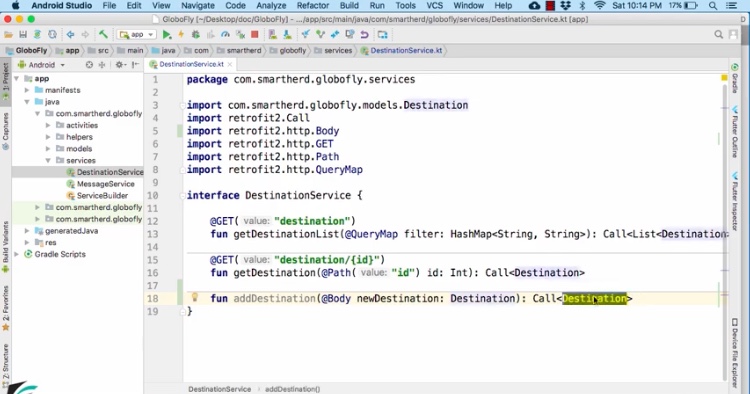 Android Studio File Edit View Navigate Code Analyze Refactor Build Run Tools VCS Window Help 17% Sat 10:14 PM
GloboFly [~/Desktop/doc/GloboFly] - .../app/src/main/java/com/smartherd/globofly/services/DestinationService.kt [app]
app
GloboFly app src main java com smartherd globofly services DestinationService.kt
Android
DestinationService.kt
1: Project
Captures
Build Variants
2: Favorites
7: Structure
app
manifests
java
com.smartherd.globofly
activities
helpers
models
services
DestinationService
MessageService
ServiceBuilder
com.smartherd.globofly
com.smartherd.globofly
generatedJava
res
Gradle Scripts
1 package com.smartherd.globofly.services
2
3 import com.smartherd.globofly.models.Destination
4 import retrofit2.Call
5 import retrofit2.http.Body
6 import retrofit2.http.GET
7 import retrofit2.http.Path
8 import retrofit2.http.QueryMap
9
10 interface DestinationService {
11
12 @GET( value: "destination")
13 fun getDestinationList(@QueryMap filter: HashMap<String, String>): Call<List<Destination>
14
15 @GET( value: "destination/{id}")
16 fun getDestination(@Path( value: "id") id: Int): Call<Destination>
17
18 fun addDestination(@Body newDestination: Destination): Call<Destination>
19 }
Gradle
Flutter Outline
Flutter Inspector
Device File Explorer
DestinationService addDestination()